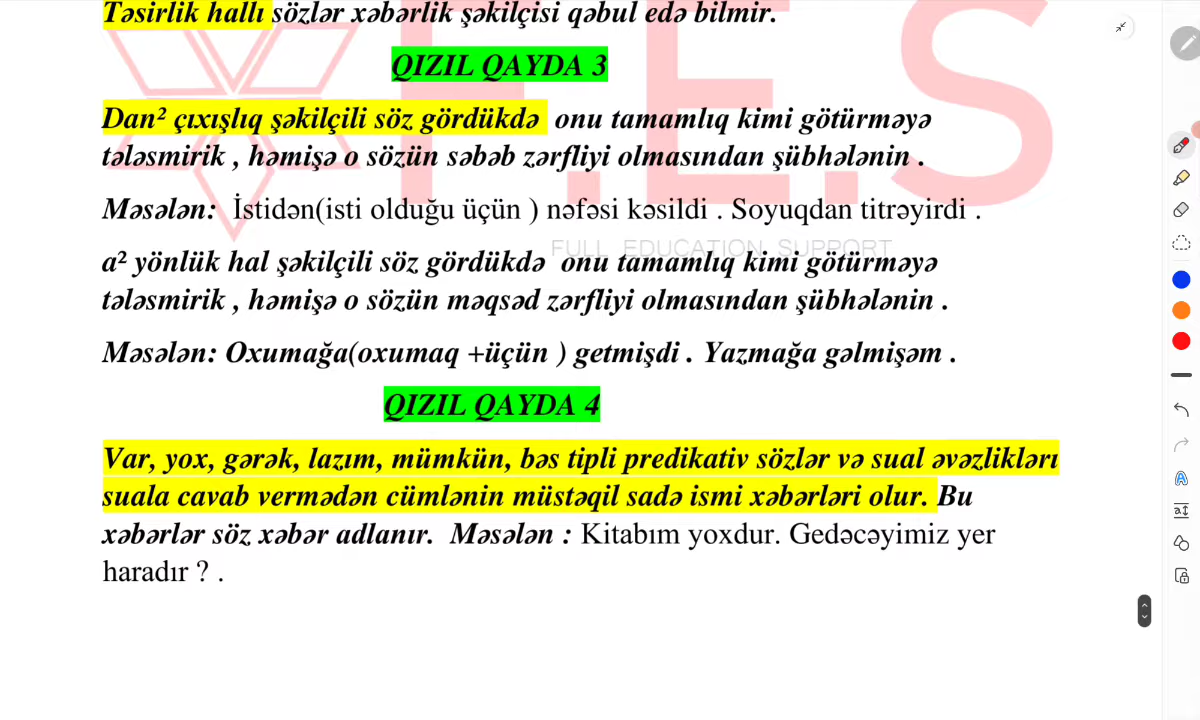 Təsirlik hallı sözlər xəbərlik şəkilçisi qəbul edə bilmir.
QIZIL QAYDA 3
Dan² çıxışlıq şəkilçili söz gördükdə onu tamamlıq kimi götürməyə
tələsmirik , həmişə o sözün səbəb zərfliyi olmasından şübhələnin .
Məsələn: İstidən(isti olduğu üçün ) nəfəsi kəsildi . Soyuqdan titrəyirdi .
FULL EDUCATION SUPPORT
a² yönlük hal şəkilçili söz gördükdə onu tamamlıq kimi götürməyə
tələsmirik , həmişə o sözün məqsəd zərfliyi olmasından şübhələnin .
Məsələn: Oxumağa(oxumaq +üçün ) getmişdi . Yazmağa gəlmişəm .
QIZIL QAYDA 4
Var, yox, gərək, lazım, mümkün, bəs tipli predikativ sözlər və sual əvəzlikləri
suala cavab vermədən cümlənin müstəqil sadə ismi xəbərləri olur. Bu
xəbərlər söz xəbər adlanır. Məsələn : Kitabım yoxdur. Gedəcəyimiz yer
haradır ? .